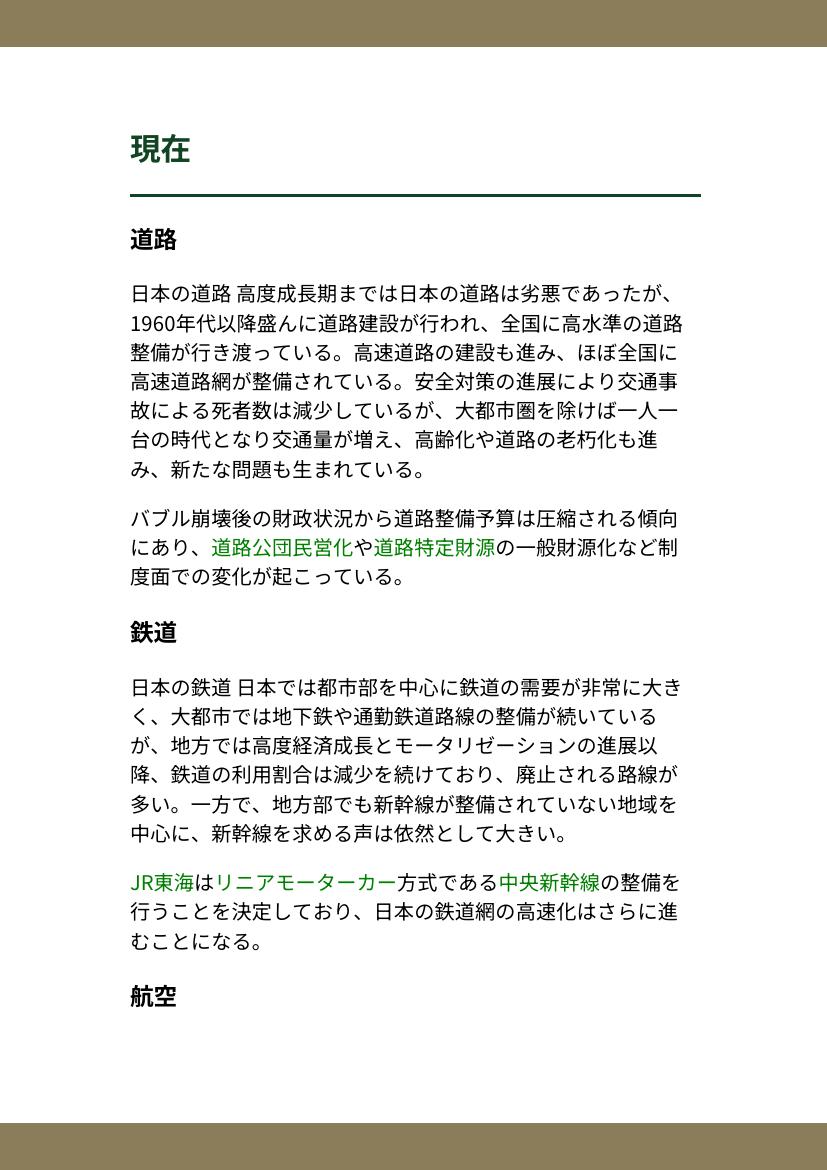 現在
道路
日本の道路 高度成長期までは日本の道路は劣悪であったが、
1960年代以降盛んに道路建設が行われ、全国に高水準の道路
整備が行き渡っている。高速道路の建設も進み、ほぼ全国に
高速道路網が整備されている。安全対策の進展により交通事
故による死者数は減少しているが、大都市圏を除けば一人一
台の時代となり交通量が増え、高齢化や道路の老朽化も進
み、新たな問題も生まれている。
バブル崩壊後の財政状況から道路整備予算は圧縮される傾向
にあり、道路公団民営化や道路特定財源の一般財源化など制
度面での変化が起こっている。
鉄道
日本の鉄道 日本では都市部を中心に鉄道の需要が非常に大き
く、大都市では地下鉄や通勤鉄道路線の整備が続いている
が、地方では高度経済成長とモータリゼーションの進展以
降、鉄道の利用割合は減少を続けており、廃止される路線が
多い。一方で、地方部でも新幹線が整備されていない地域を
中心に、新幹線を求める声は依然として大きい。
JR東海はリニアモーターカー方式である中央新幹線の整備を
行うことを決定しており、日本の鉄道網の高速化はさらに進
むことになる。
航空